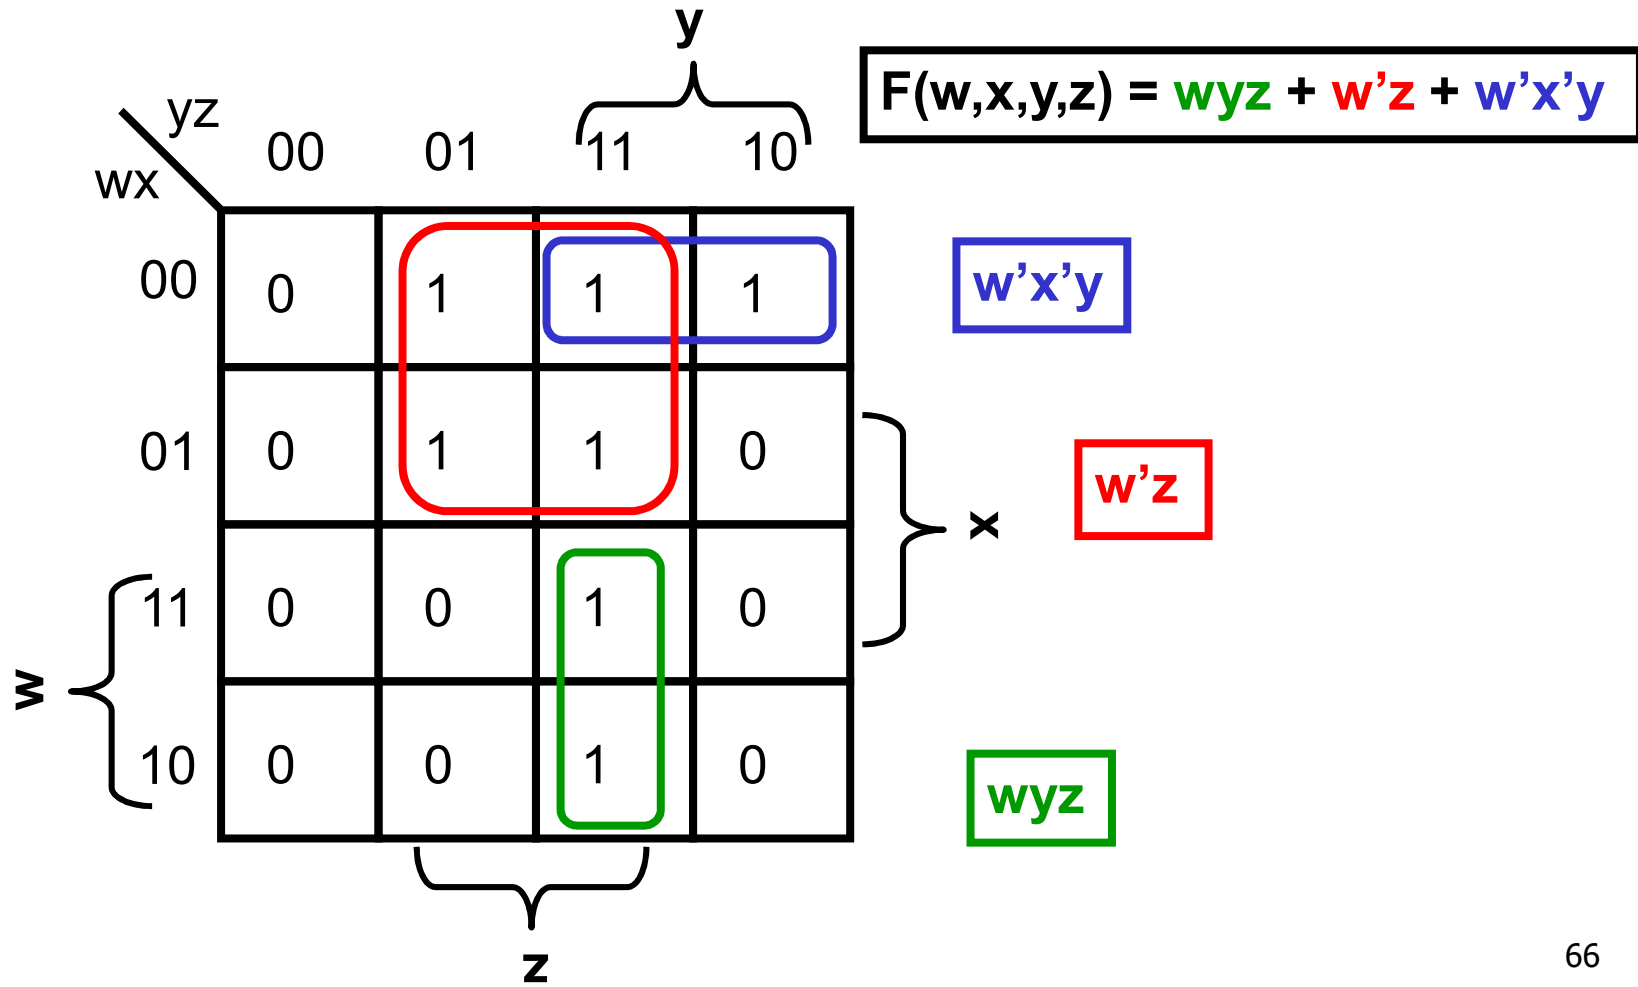 y
F(w,x,y,z) = wyz + w’z + w’x’y
yz
wx
00 01 11 10
00 0 1 1 1
w’x’y
01 0 1 1 0
w’z
x
11 0 0 1 0
w
10 0 0 1 0
wyz
z
66